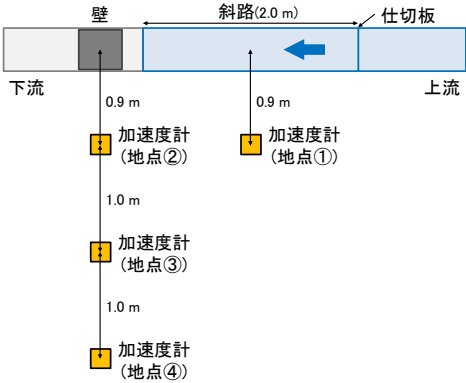 壁
斜路(2.0 m)
仕切板
下流
上流
0.9 m
0.9 m
加速度計
(地点②)
加速度計
(地点①)
1.0 m
加速度計
(地点③)
1.0 m
加速度計
(地点④)